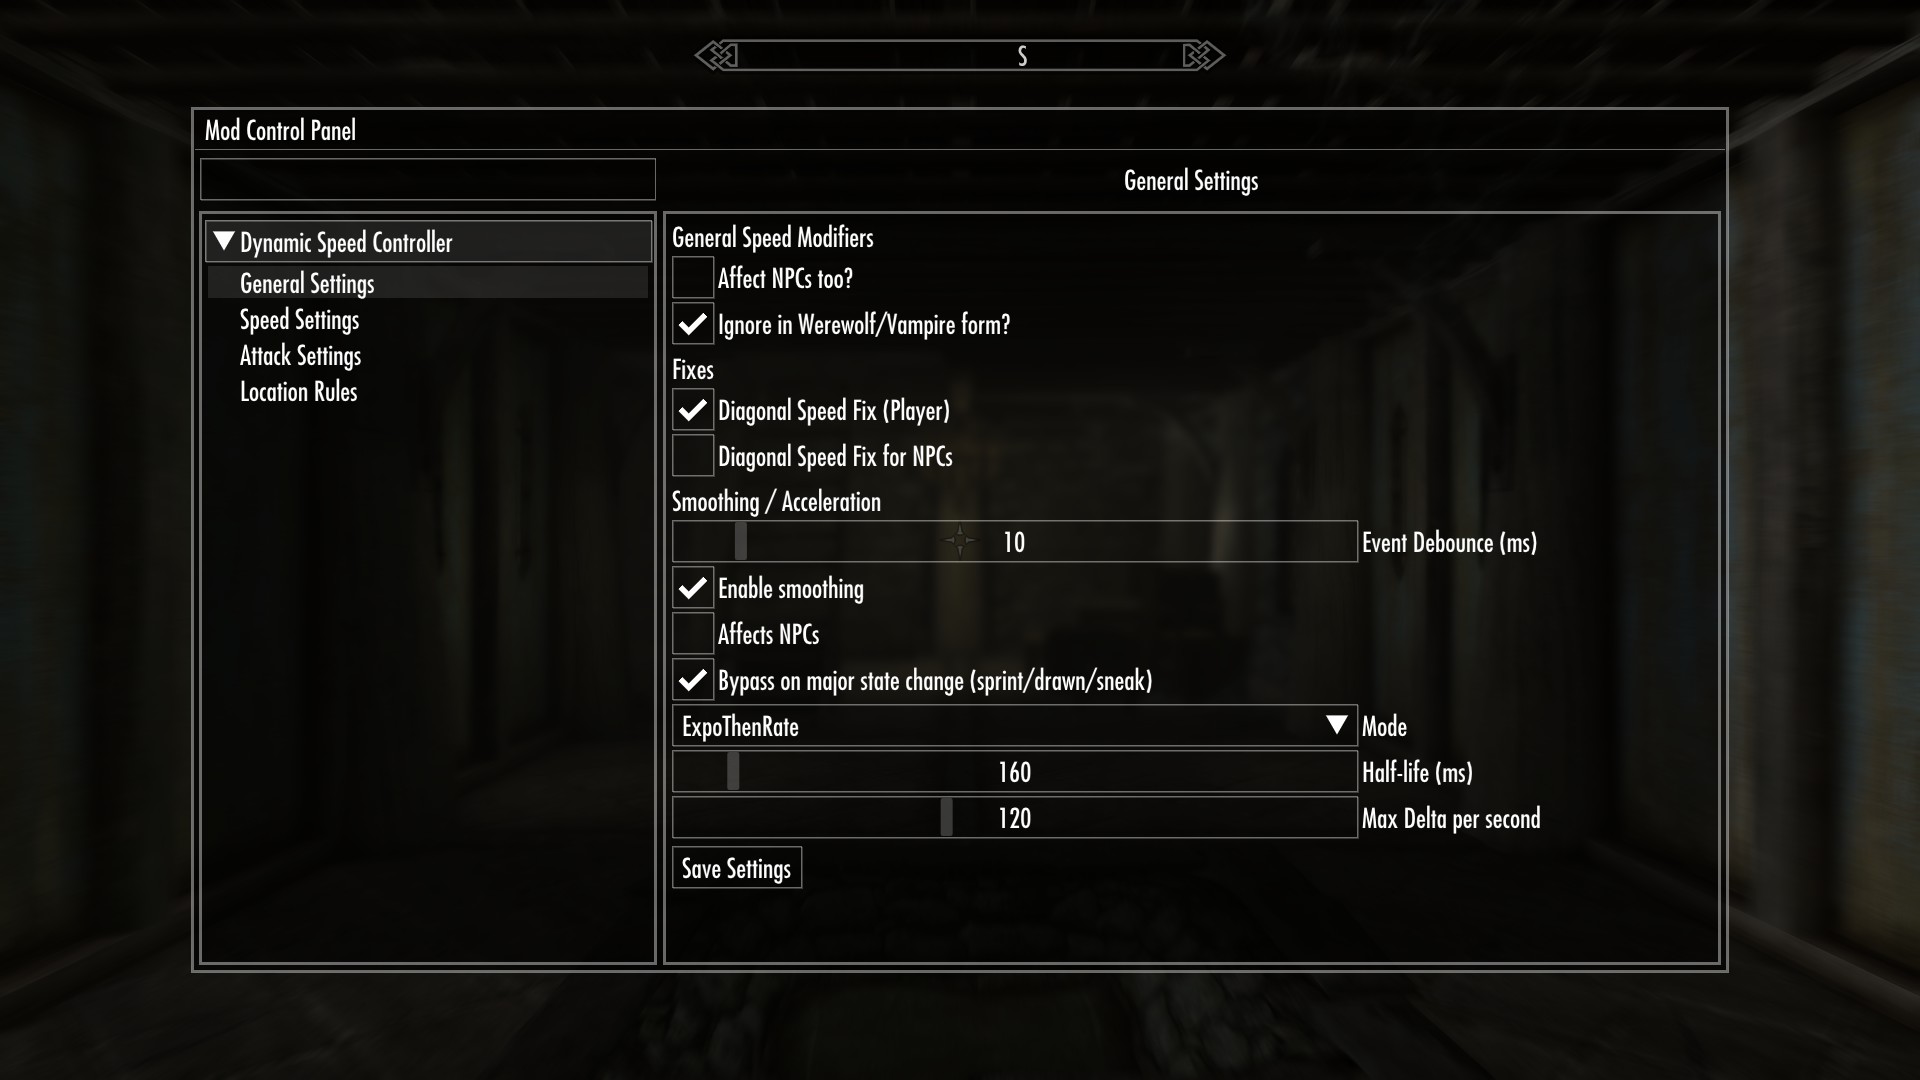 S
Mod Control Panel
General Settings
Dynamic Speed Controller
General Settings
Speed Settings
Attack Settings
Location Rules
General Speed Modifiers
Affect NPCs too?
Ignore in Werewolf/Vampire form?
Fixes
Diagonal Speed Fix (Player)
Diagonal Speed Fix for NPCs
Smoothing / Acceleration
10 Event Debounce (ms)
Enable smoothing
Affects NPCs
Bypass on major state change (sprint/drawn/sneak)
ExpoThenRate Mode
160 Half-life (ms)
120 Max Delta per second
Save Settings